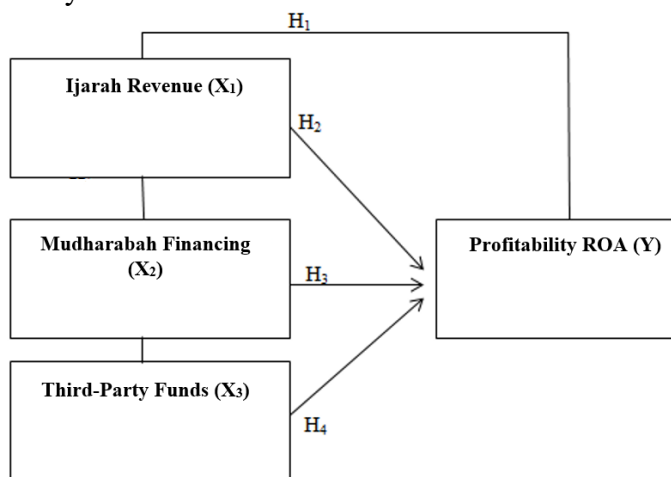 H₁
Ijarah Revenue (X₁)
H₂
Mudharabah Financing
(X₂)
Profitability ROA (Y)
H₃
Third-Party Funds (X₃)
H₄